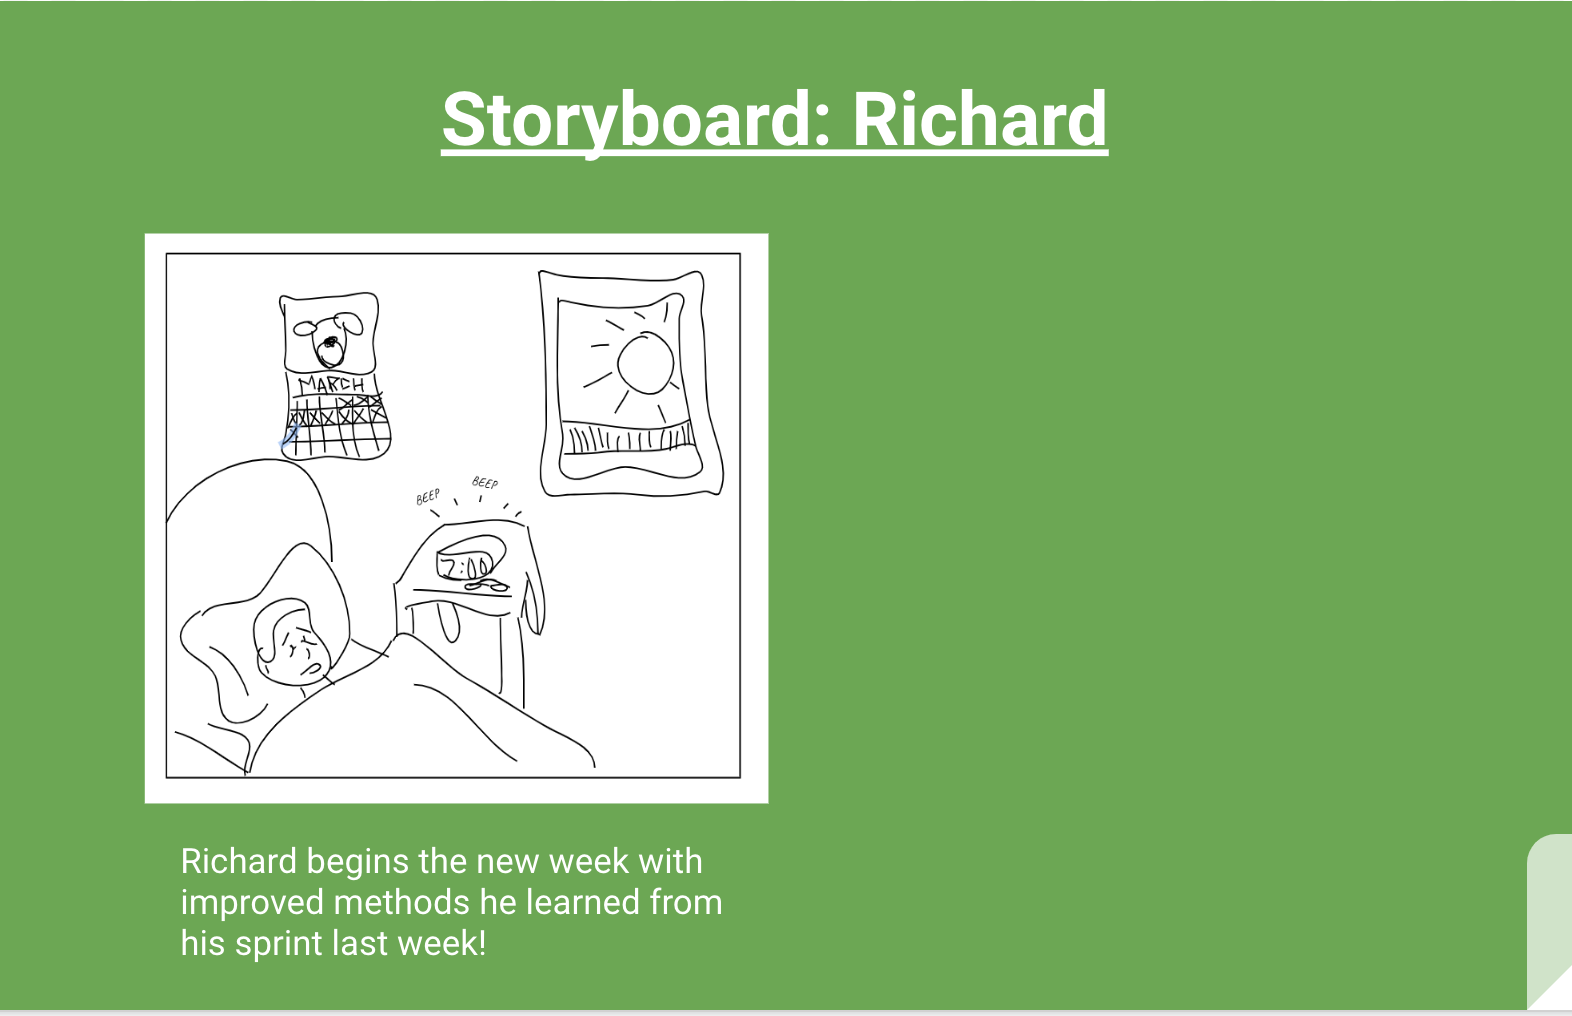 Storyboard: Richard
MARCH
BEEP BEEP
7:00
Richard begins the new week with
improved methods he learned from
his sprint last week!